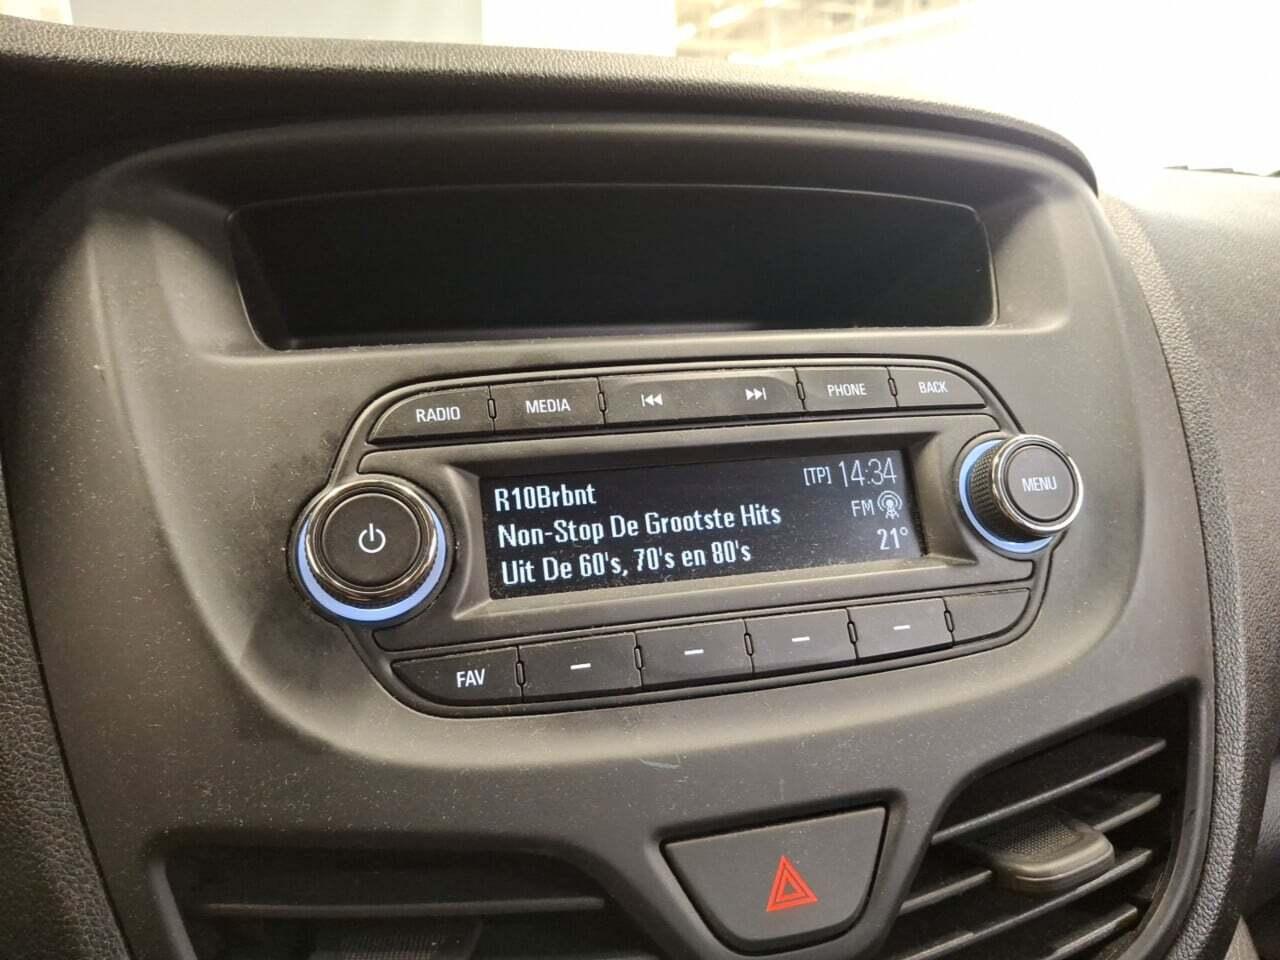 RADIO
MEDIA
PHONE
BACK
R10Brbnt
[TP] 14:34
Non-Stop De Grootste Hits
FM
Uit De 60's, 70's en 80's
21°
MENU
FAV